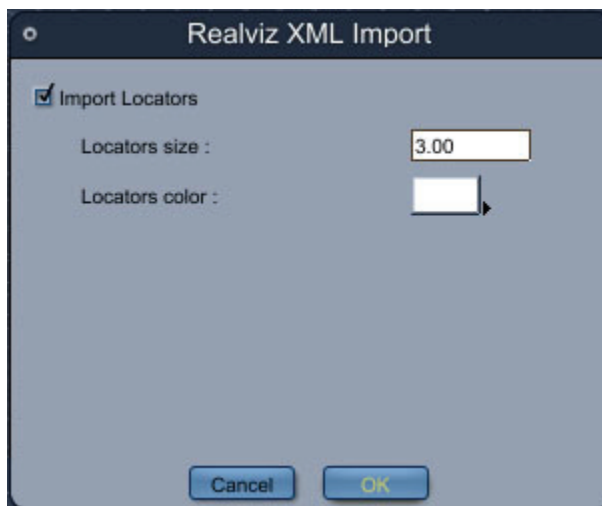 Realviz XML Import
Import Locators
Locators size : 3.00
Locators color :
Cancel OK